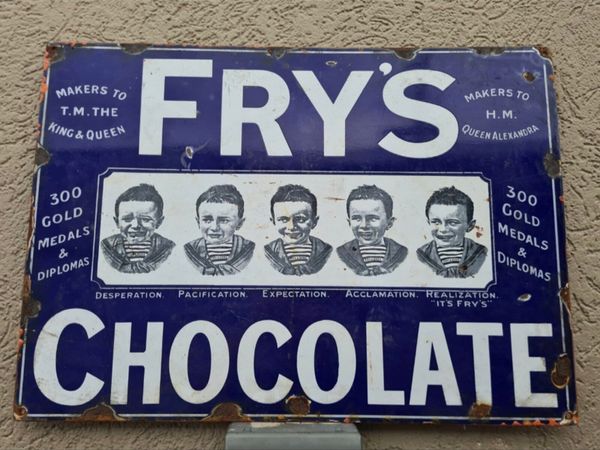 MAKERS TO
T.M. THE
KING & QUEEN
FRY'S
MAKERS TO
H.M.
QUEEN ALEXANDRA
300
GOLD
MEDALS
&
DIPLOMAS
300
GOLD
MEDALS
&
DIPLOMAS
DESPERATION. PACIFICATION. EXPECTATION. ACCLAMATION. REALIZATION.
"IT'S FRY'S"
CHOCOLATE